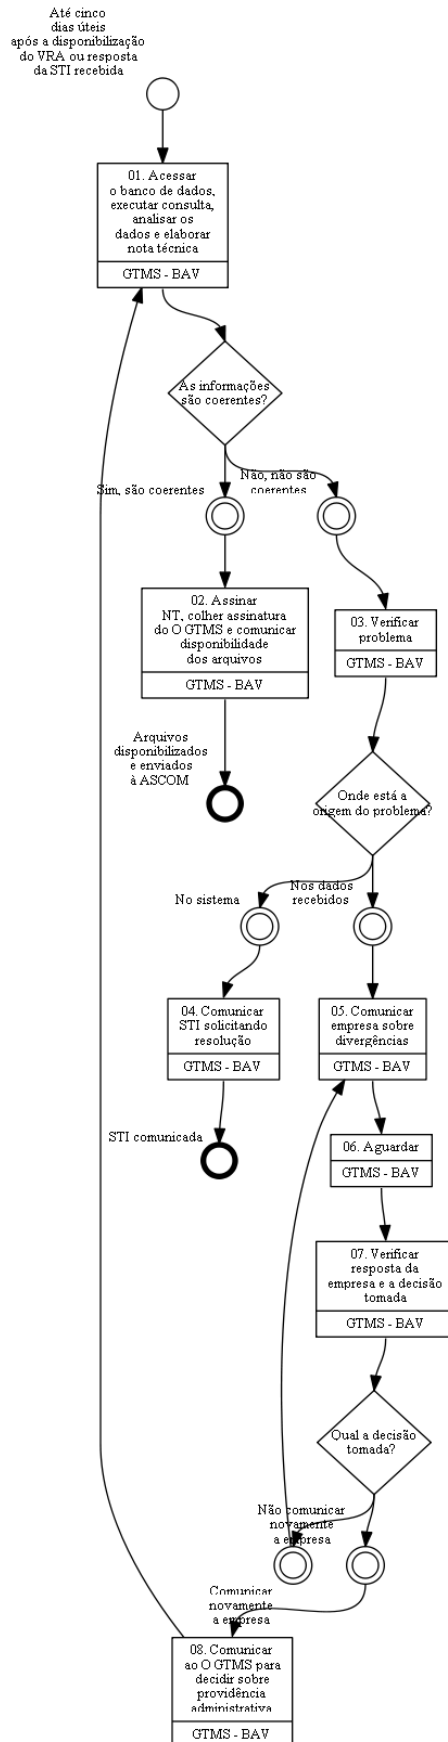 Até cinco
dias úteis
após a disponibilização
do VRA ou resposta
da STI recebida
01. Acessar
o banco de dados,
executar consulta,
analisar os
dados e elaborar
nota técnica
GTMS - BAV
As informações
são coerentes?
Sim, são coerentes
Não, não são
coerentes
02. Assinar
NT, colher assinatura
do O GTMS e comunicar
disponibilidade
dos arquivos
GTMS - BAV
03. Verificar
problema
GTMS - BAV
Arquivos
disponibilizados
e enviados
à ASCOM
Onde está a
origem do problema?
No sistema
Nos dados
recebidos
04. Comunicar
STI solicitando
resolução
GTMS - BAV
05. Comunicar
empresa sobre
divergências
GTMS - BAV
STI comunicada
06. Aguardar
GTMS - BAV
07. Verificar
resposta da
empresa e a decisão
tomada
GTMS - BAV
Qual a decisão
tomada?
Não comunicar
novamente
a empresa
Comunicar
novamente
a empresa
08. Comunicar
ao O GTMS para
decidir sobre
providência
administrativa
GTMS - BAV